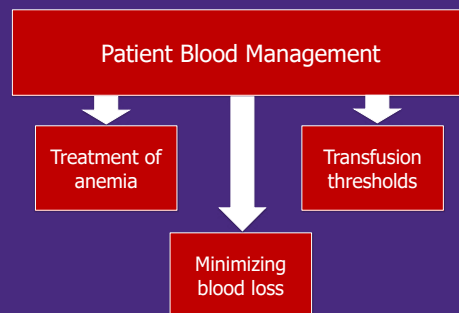 Patient Blood Management
Treatment of
anemia
Transfusion
thresholds
Minimizing
blood loss